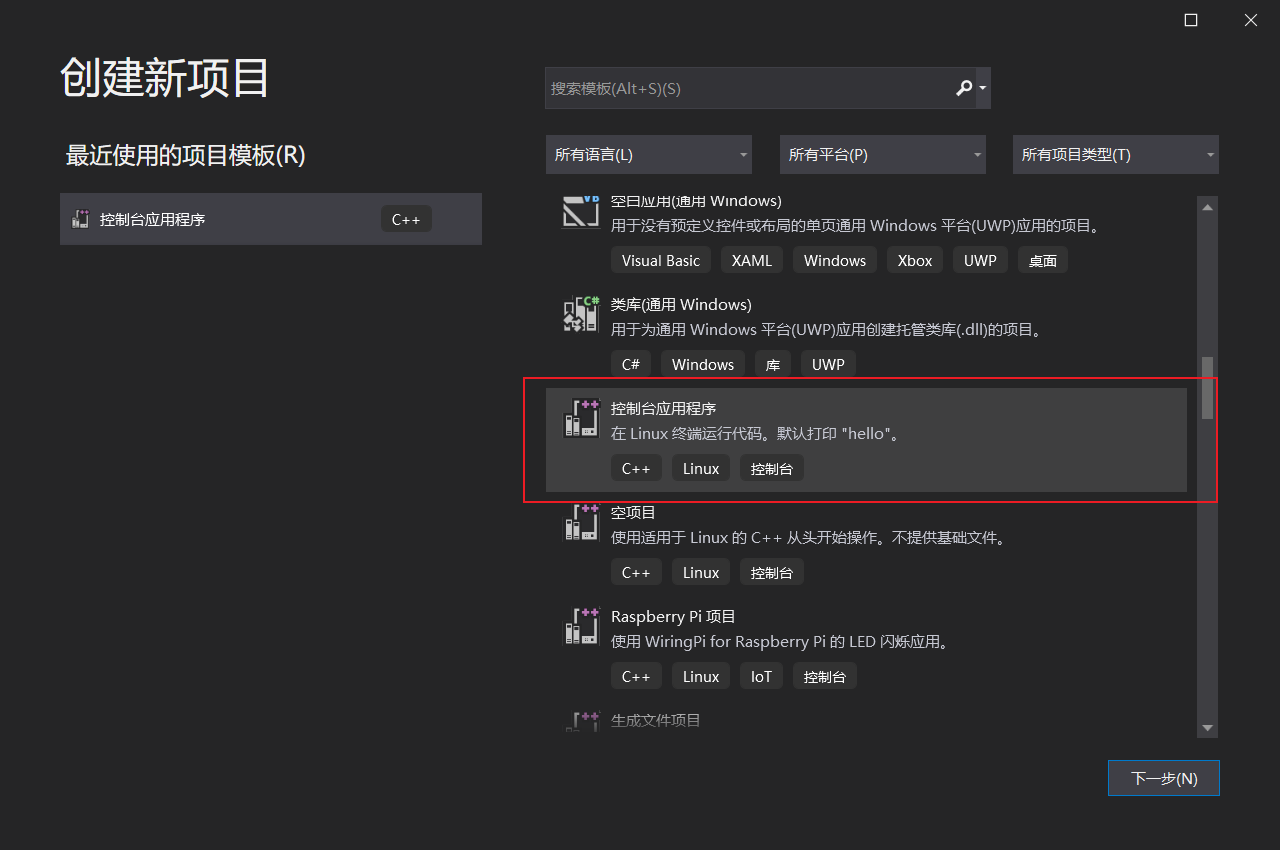 创建新项目
最近使用的项目模板(R)
控制台应用程序
C++
搜索模板(Alt+S)(S)
所有语言(L)
所有平台(P)
所有项目类型(T)
VB
空白应用(通用 Windows)
用于没有预定义控件或布局的单页通用 Windows 平台(UWP)应用的项目。
Visual Basic XAML Windows Xbox UWP 桌面
C#
类库(通用 Windows)
用于为通用 Windows 平台(UWP)应用创建托管类库(.dll)的项目。
C# Windows 库 UWP
++
控制台应用程序
在 Linux 终端运行代码。默认打印 "hello"。
C++ Linux 控制台
++
空项目
使用适用于 Linux 的 C++ 从头开始操作。不提供基础文件。
C++ Linux 控制台
++
Raspberry Pi 项目
使用 WiringPi for Raspberry Pi 的 LED 闪烁应用。
C++ Linux IoT 控制台
++
生成文件项目
下一步(N)